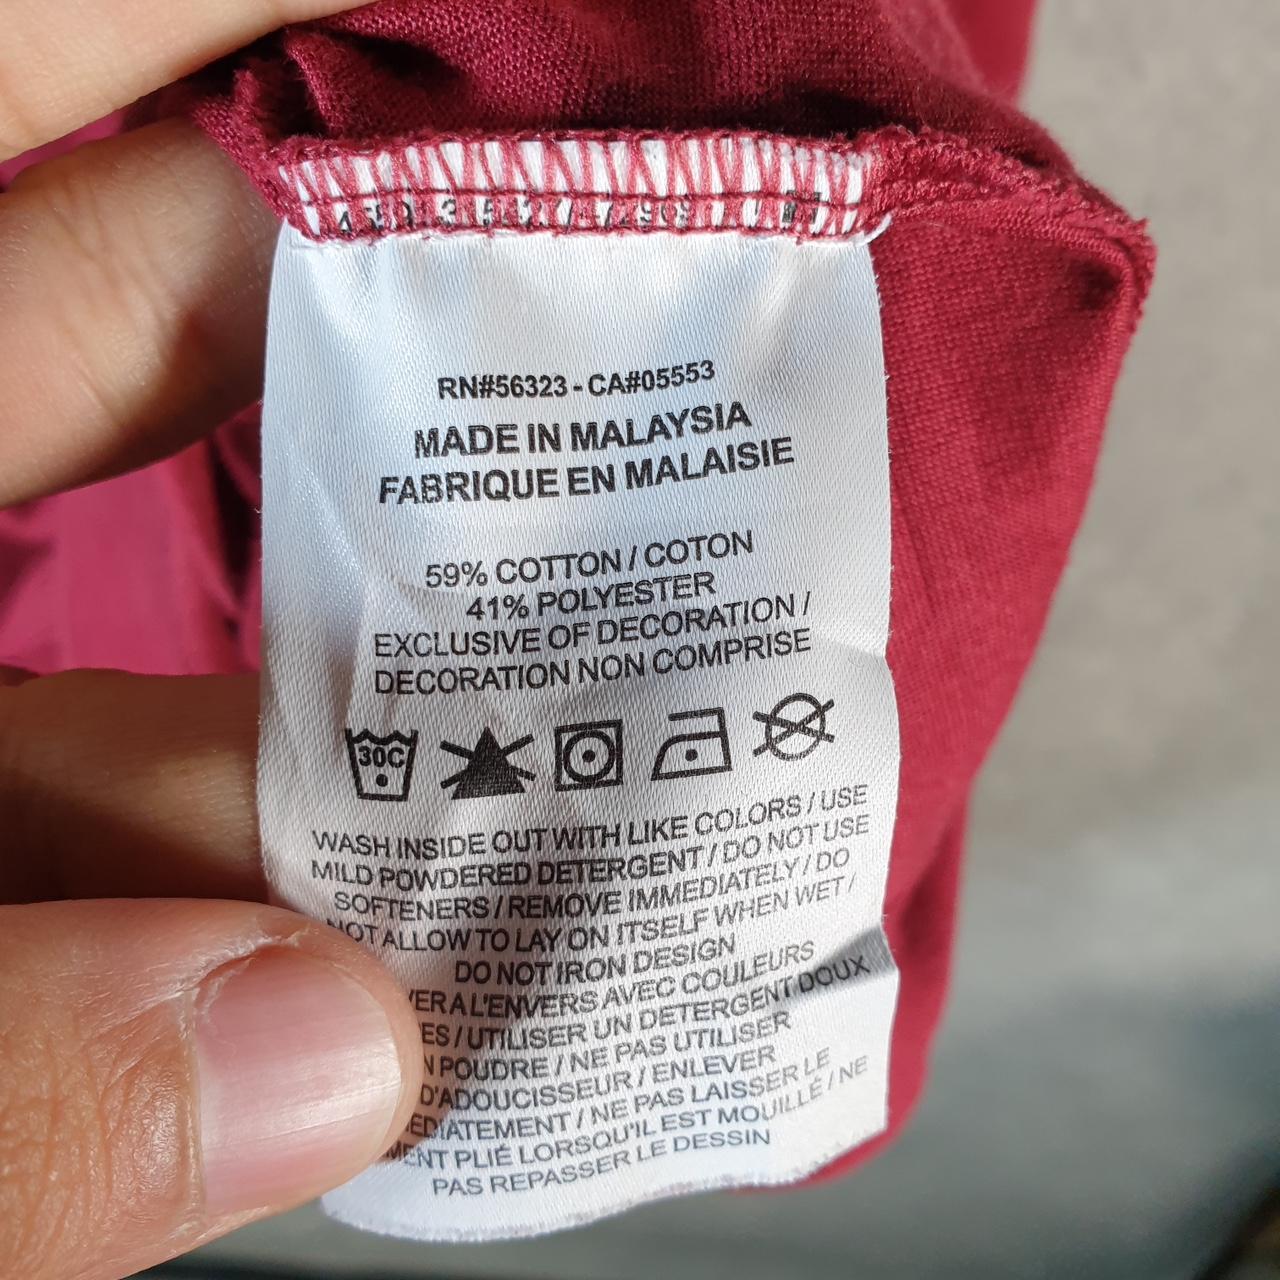 RN#56323 - CA#05553
MADE IN MALAYSIA
FABRIQUE EN MALAISIE
59% COTTON / COTON
41% POLYESTER
EXCLUSIVE OF DECORATION /
DECORATION NON COMPRISE
30C
WASH INSIDE OUT WITH LIKE COLORS / USE
MILD POWDERED DETERGENT / DO NOT USE
SOFTENERS / REMOVE IMMEDIATELY / DO
NOT ALLOW TO LAY ON ITSELF WHEN WET /
DO NOT IRON DESIGN
A L'ENVERS AVEC COULEURS
/ UTILISER UN DETERGENT DOUX
POUDRE / NE PAS UTILISER
D'ADOUCISSEUR / ENLEVER
/ NE PAS LAISSER LE
PLIÉ LORSQU'IL EST MOUILLÉ / NE
PAS REPASSER LE DESSIN